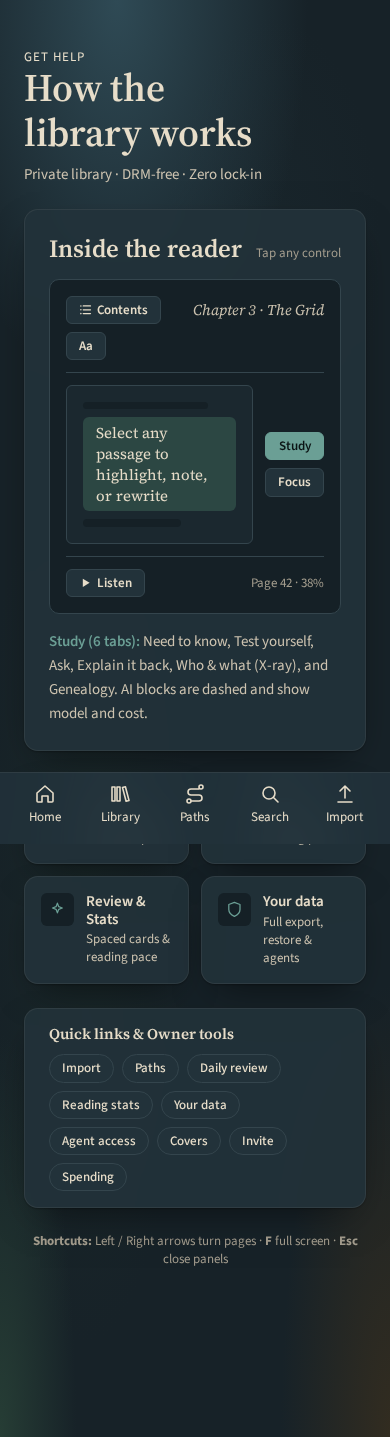 GET HELP
How the
library works
Private library · DRM-free · Zero lock-in
Inside the reader
Tap any control
Contents
Chapter 3 · The Grid
Aa
Select any
passage to
highlight, note,
or rewrite
Study
Focus
Listen
Page 42 · 38%
Study (6 tabs): Need to know, Test yourself,
Ask, Explain it back, Who & what (X-ray), and
Genealogy. AI blocks are dashed and show
model and cost.
Home
Library
Paths
Search
Import
Review &
Stats
Spaced cards &
reading pace
Your data
Full export,
restore &
agents
Quick links & Owner tools
Import
Paths
Daily review
Reading stats
Your data
Agent access
Covers
Invite
Spending
Shortcuts: Left / Right arrows turn pages · F full screen · Esc
close panels